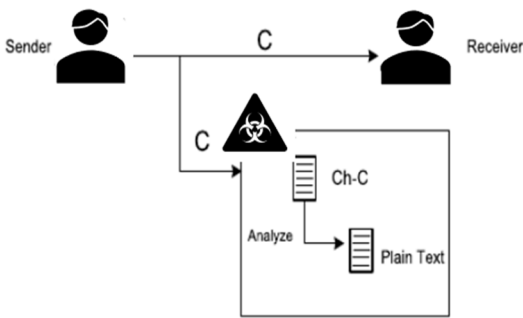 Sender
C
Receiver
C
Ch-C
Analyze
Plain Text